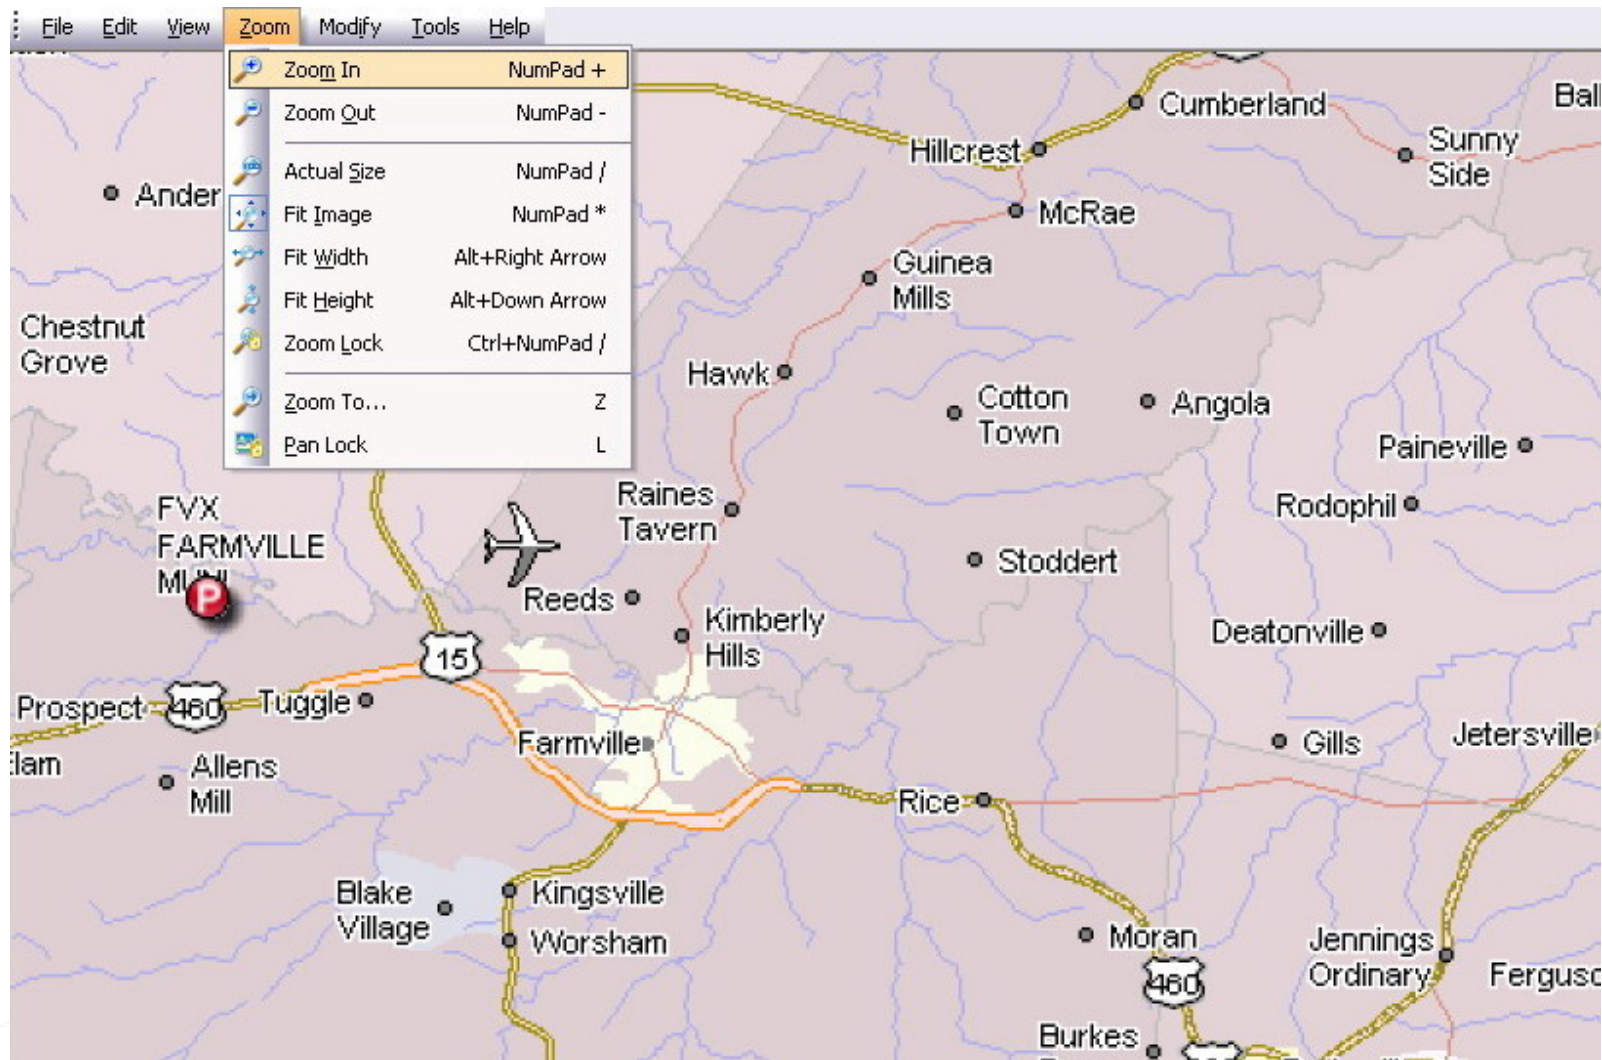 File Edit View Zoom Modify Tools Help
Zoom In NumPad +
Zoom Out NumPad -
Actual Size NumPad /
Fit Image NumPad *
Fit Width Alt+Right Arrow
Fit Height Alt+Down Arrow
Zoom Lock Ctrl+NumPad /
Zoom To... Z
Pan Lock L
Cumberland
Hillcrest
Sunny
Side
Ander
McRae
Guinea
Mills
Chestnut
Grove
Hawk
Cotton
Town
Angola
Paineville
Raines
Tavern
Rodophil
FVX
FARMVILLE
P
Stoddert
Reeds
Kimberly
Hills
Deatonville
15
Prospect
460
Tuggle
Farmville
Gills
Jetersville
Allens
Mill
Rice
Blake
Village
Kingsville
Worsham
Moran
Jennings
Ordinary
460
Burkes